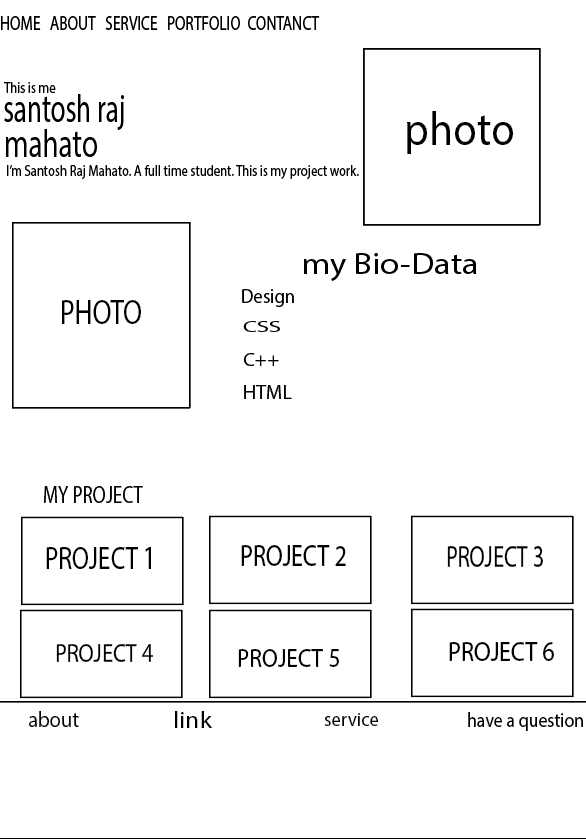 HOME ABOUT SERVICE PORTFOLIO CONTANCT
This is me
santosh raj
mahato
I'm Santosh Raj Mahato. A full time student. This is my project work.
photo
PHOTO
my Bio-Data
Design
CSS
C++
HTML
MY PROJECT
PROJECT 1 PROJECT 2 PROJECT 3
PROJECT 4 PROJECT 5 PROJECT 6
about link service have a question